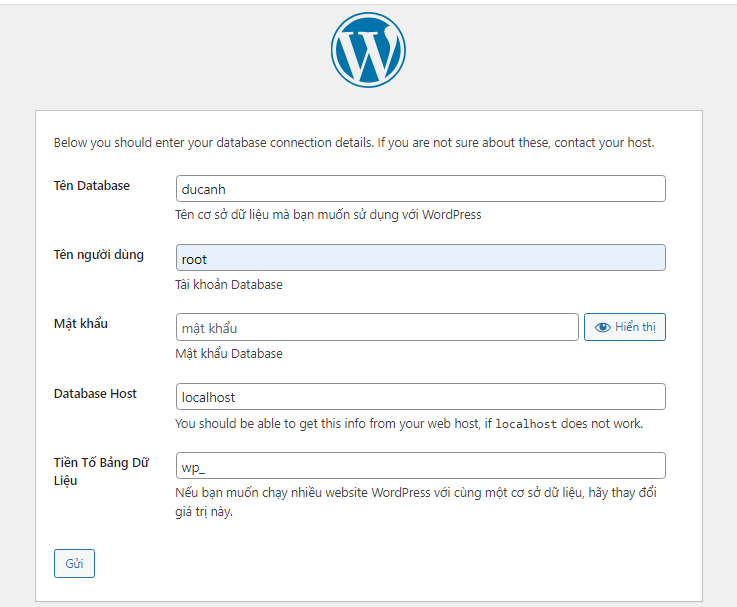 Below you should enter your database connection details. If you are not sure about these, contact your host.
Tên Database
ducanh
Tên cơ sở dữ liệu mà bạn muốn sử dụng với WordPress
Tên người dùng
root
Tài khoản Database
Mật khẩu
mật khẩu
Hiển thị
Mật khẩu Database
Database Host
localhost
You should be able to get this info from your web host, if localhost does not work.
Tiền Tố Bảng Dữ
Liệu
wp_
Nếu bạn muốn chạy nhiều website WordPress với cùng một cơ sở dữ liệu, hãy thay đổi
giá trị này.
Gửi